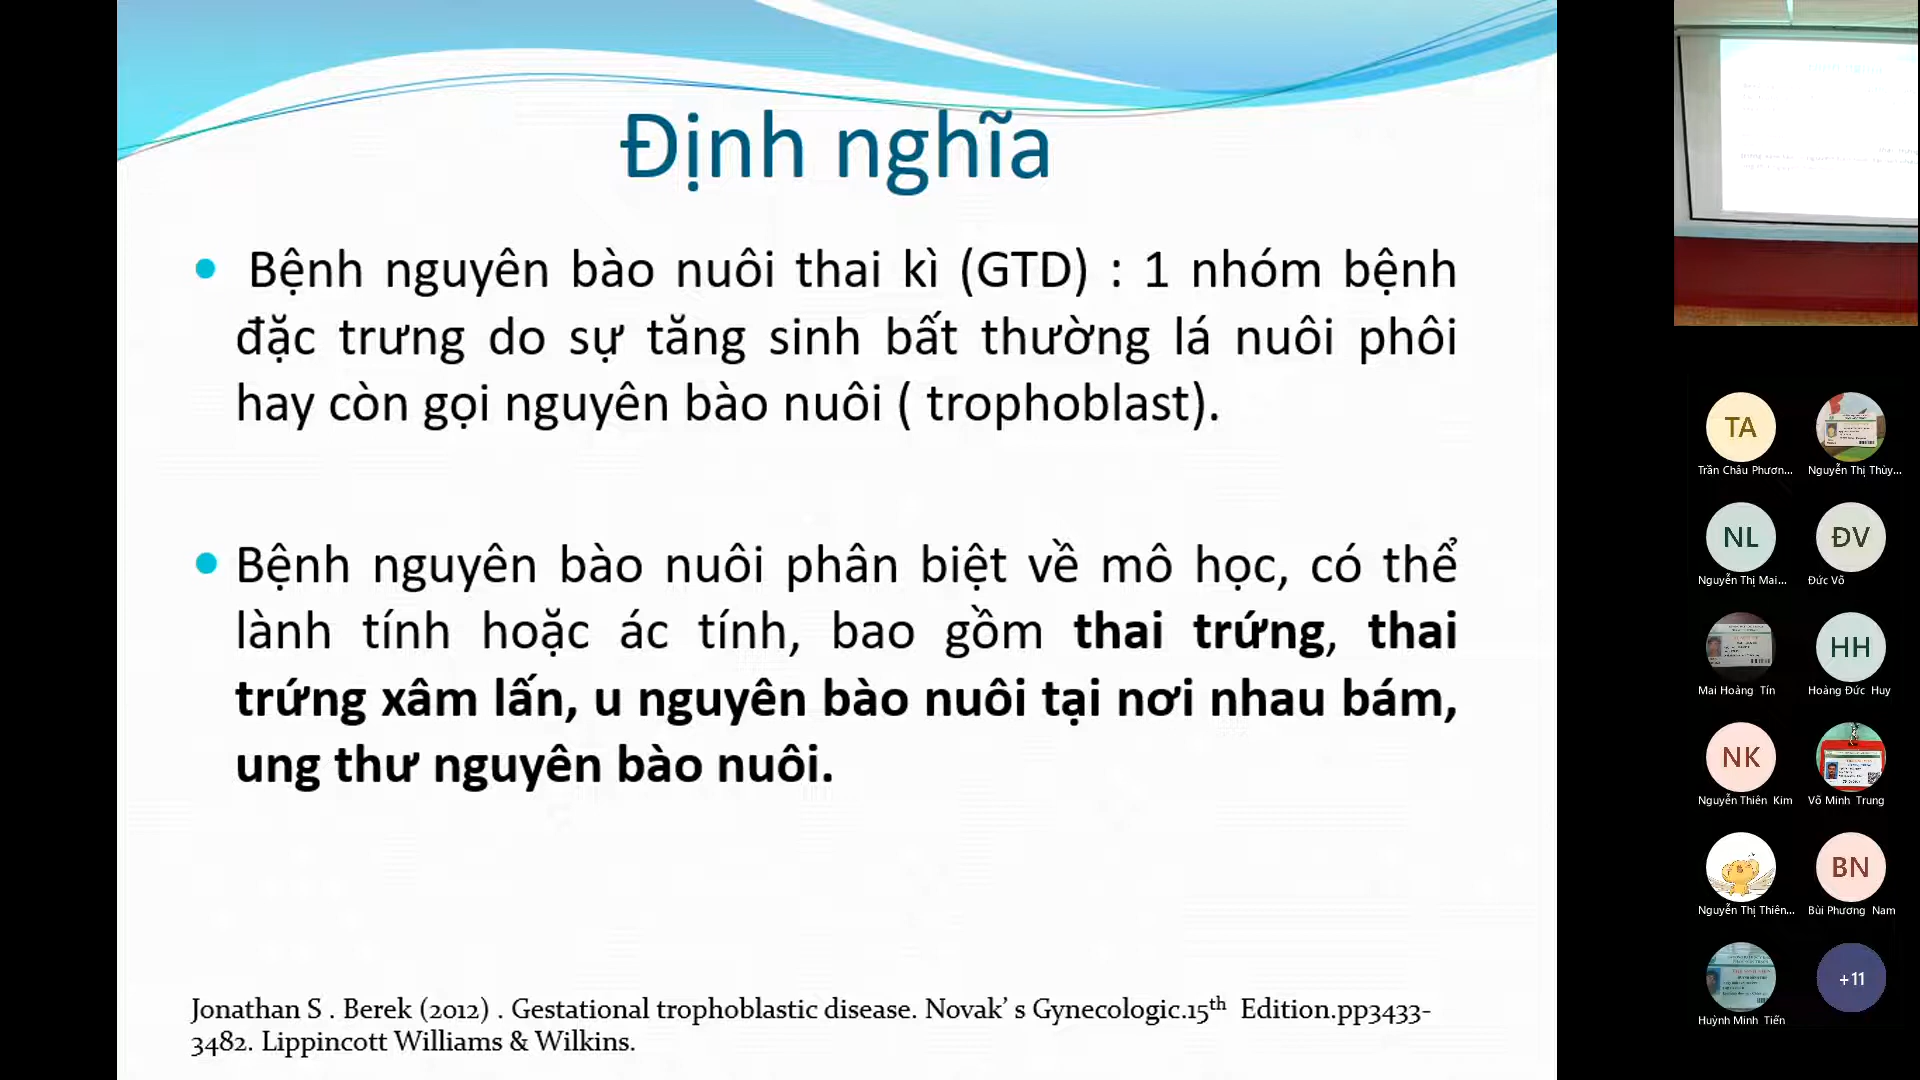 Định nghĩa
• Bệnh nguyên bào nuôi thai kì (GTD) : 1 nhóm bệnh
đặc trưng do sự tăng sinh bất thường lá nuôi phôi
hay còn gọi nguyên bào nuôi ( trophoblast).
• Bệnh nguyên bào nuôi phân biệt về mô học, có thể
lành tính hoặc ác tính, bao gồm thai trứng, thai
trứng xâm lấn, u nguyên bào nuôi tại nơi nhau bám,
ung thư nguyên bào nuôi.
Jonathan S . Berek (2012) . Gestational trophoblastic disease. Novak’ s Gynecologic.15th Edition.pp3433-
3482. Lippincott Williams & Wilkins.
TA
Trần Châu Phươn...
Nguyễn Thị Thùy...
NL
Nguyễn Thị Mai...
ĐV
Đức Võ
Mai Hoàng Tín
HH
Hoàng Đức Huy
NK
Nguyễn Thiên Kim
Võ Minh Trung
Nguyễn Thị Thiên...
BN
Bùi Phương Nam
Huỳnh Minh Tiến
+11